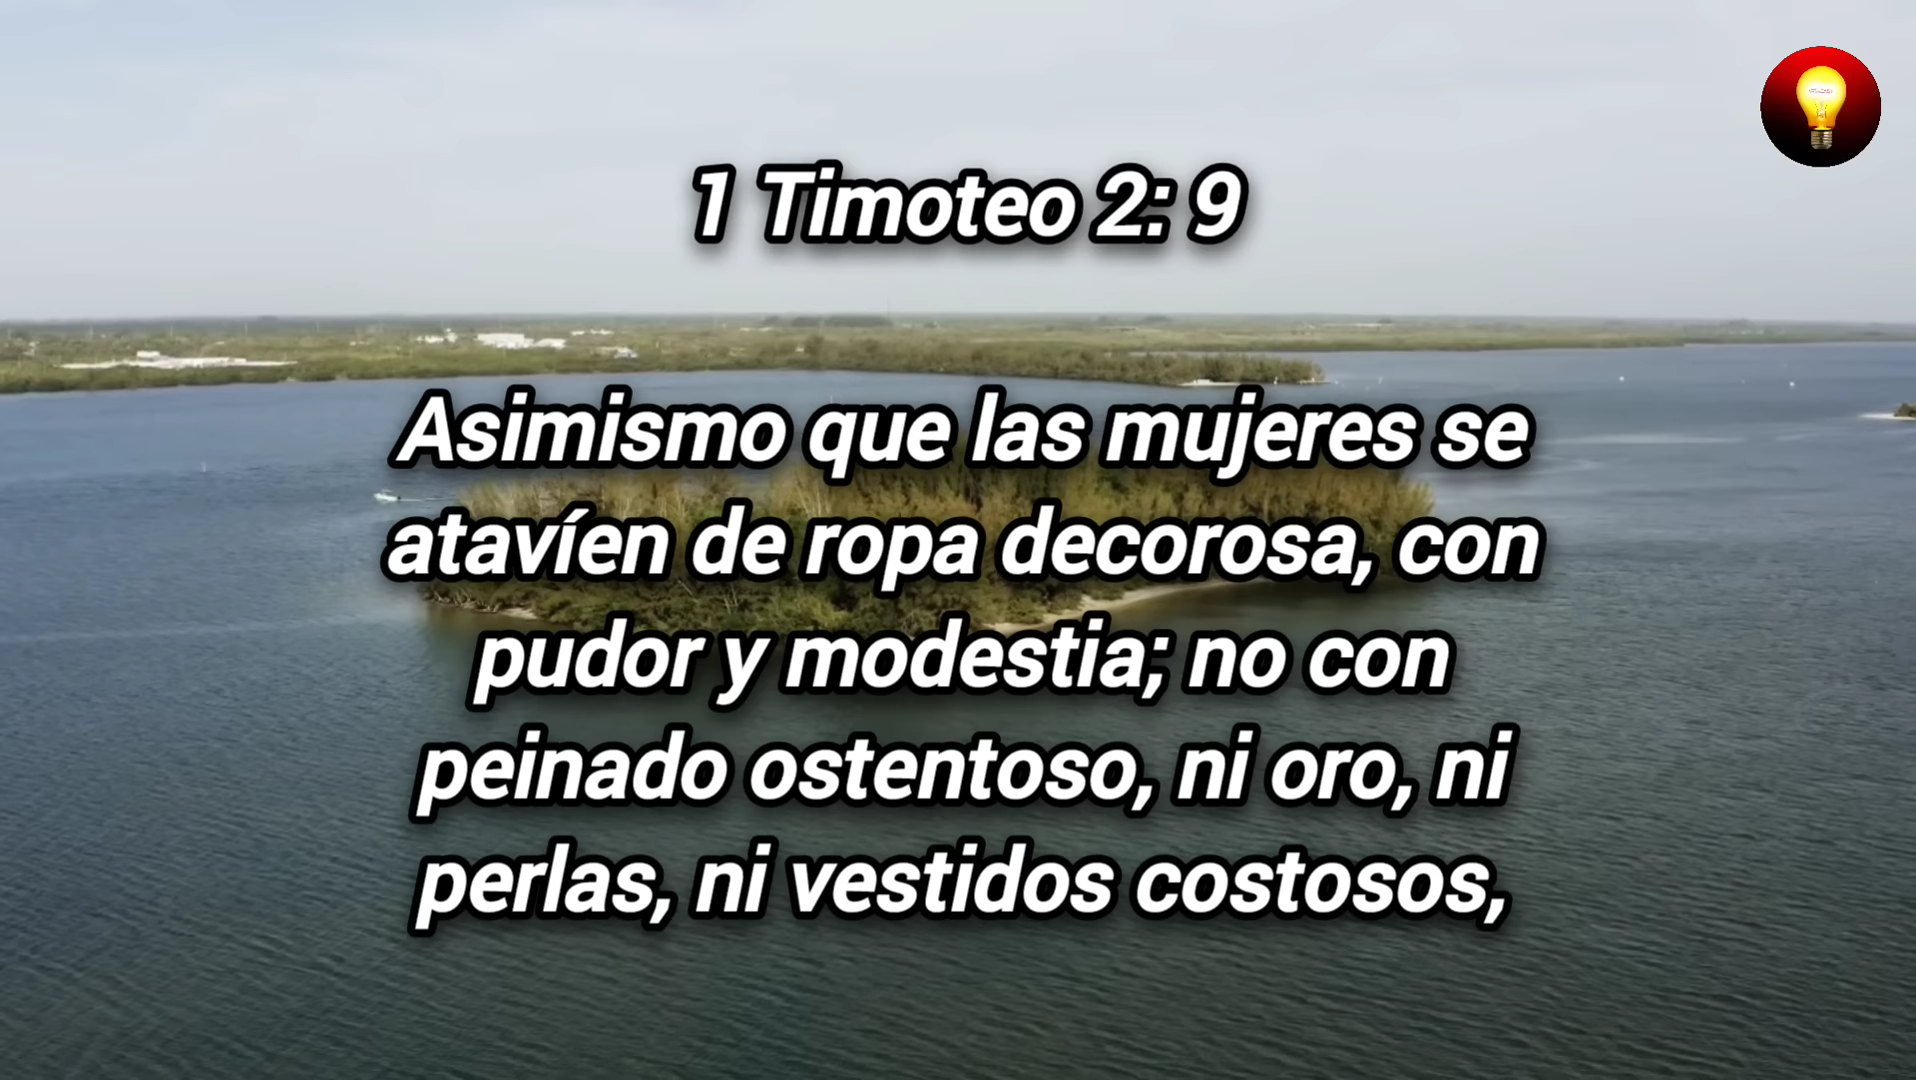 1 Timoteo 2: 9
Asimismo que las mujeres se
atavíen de ropa decorosa, con
pudor y modestia; no con
peinado ostentoso, ni oro, ni
perlas, ni vestidos costosos,